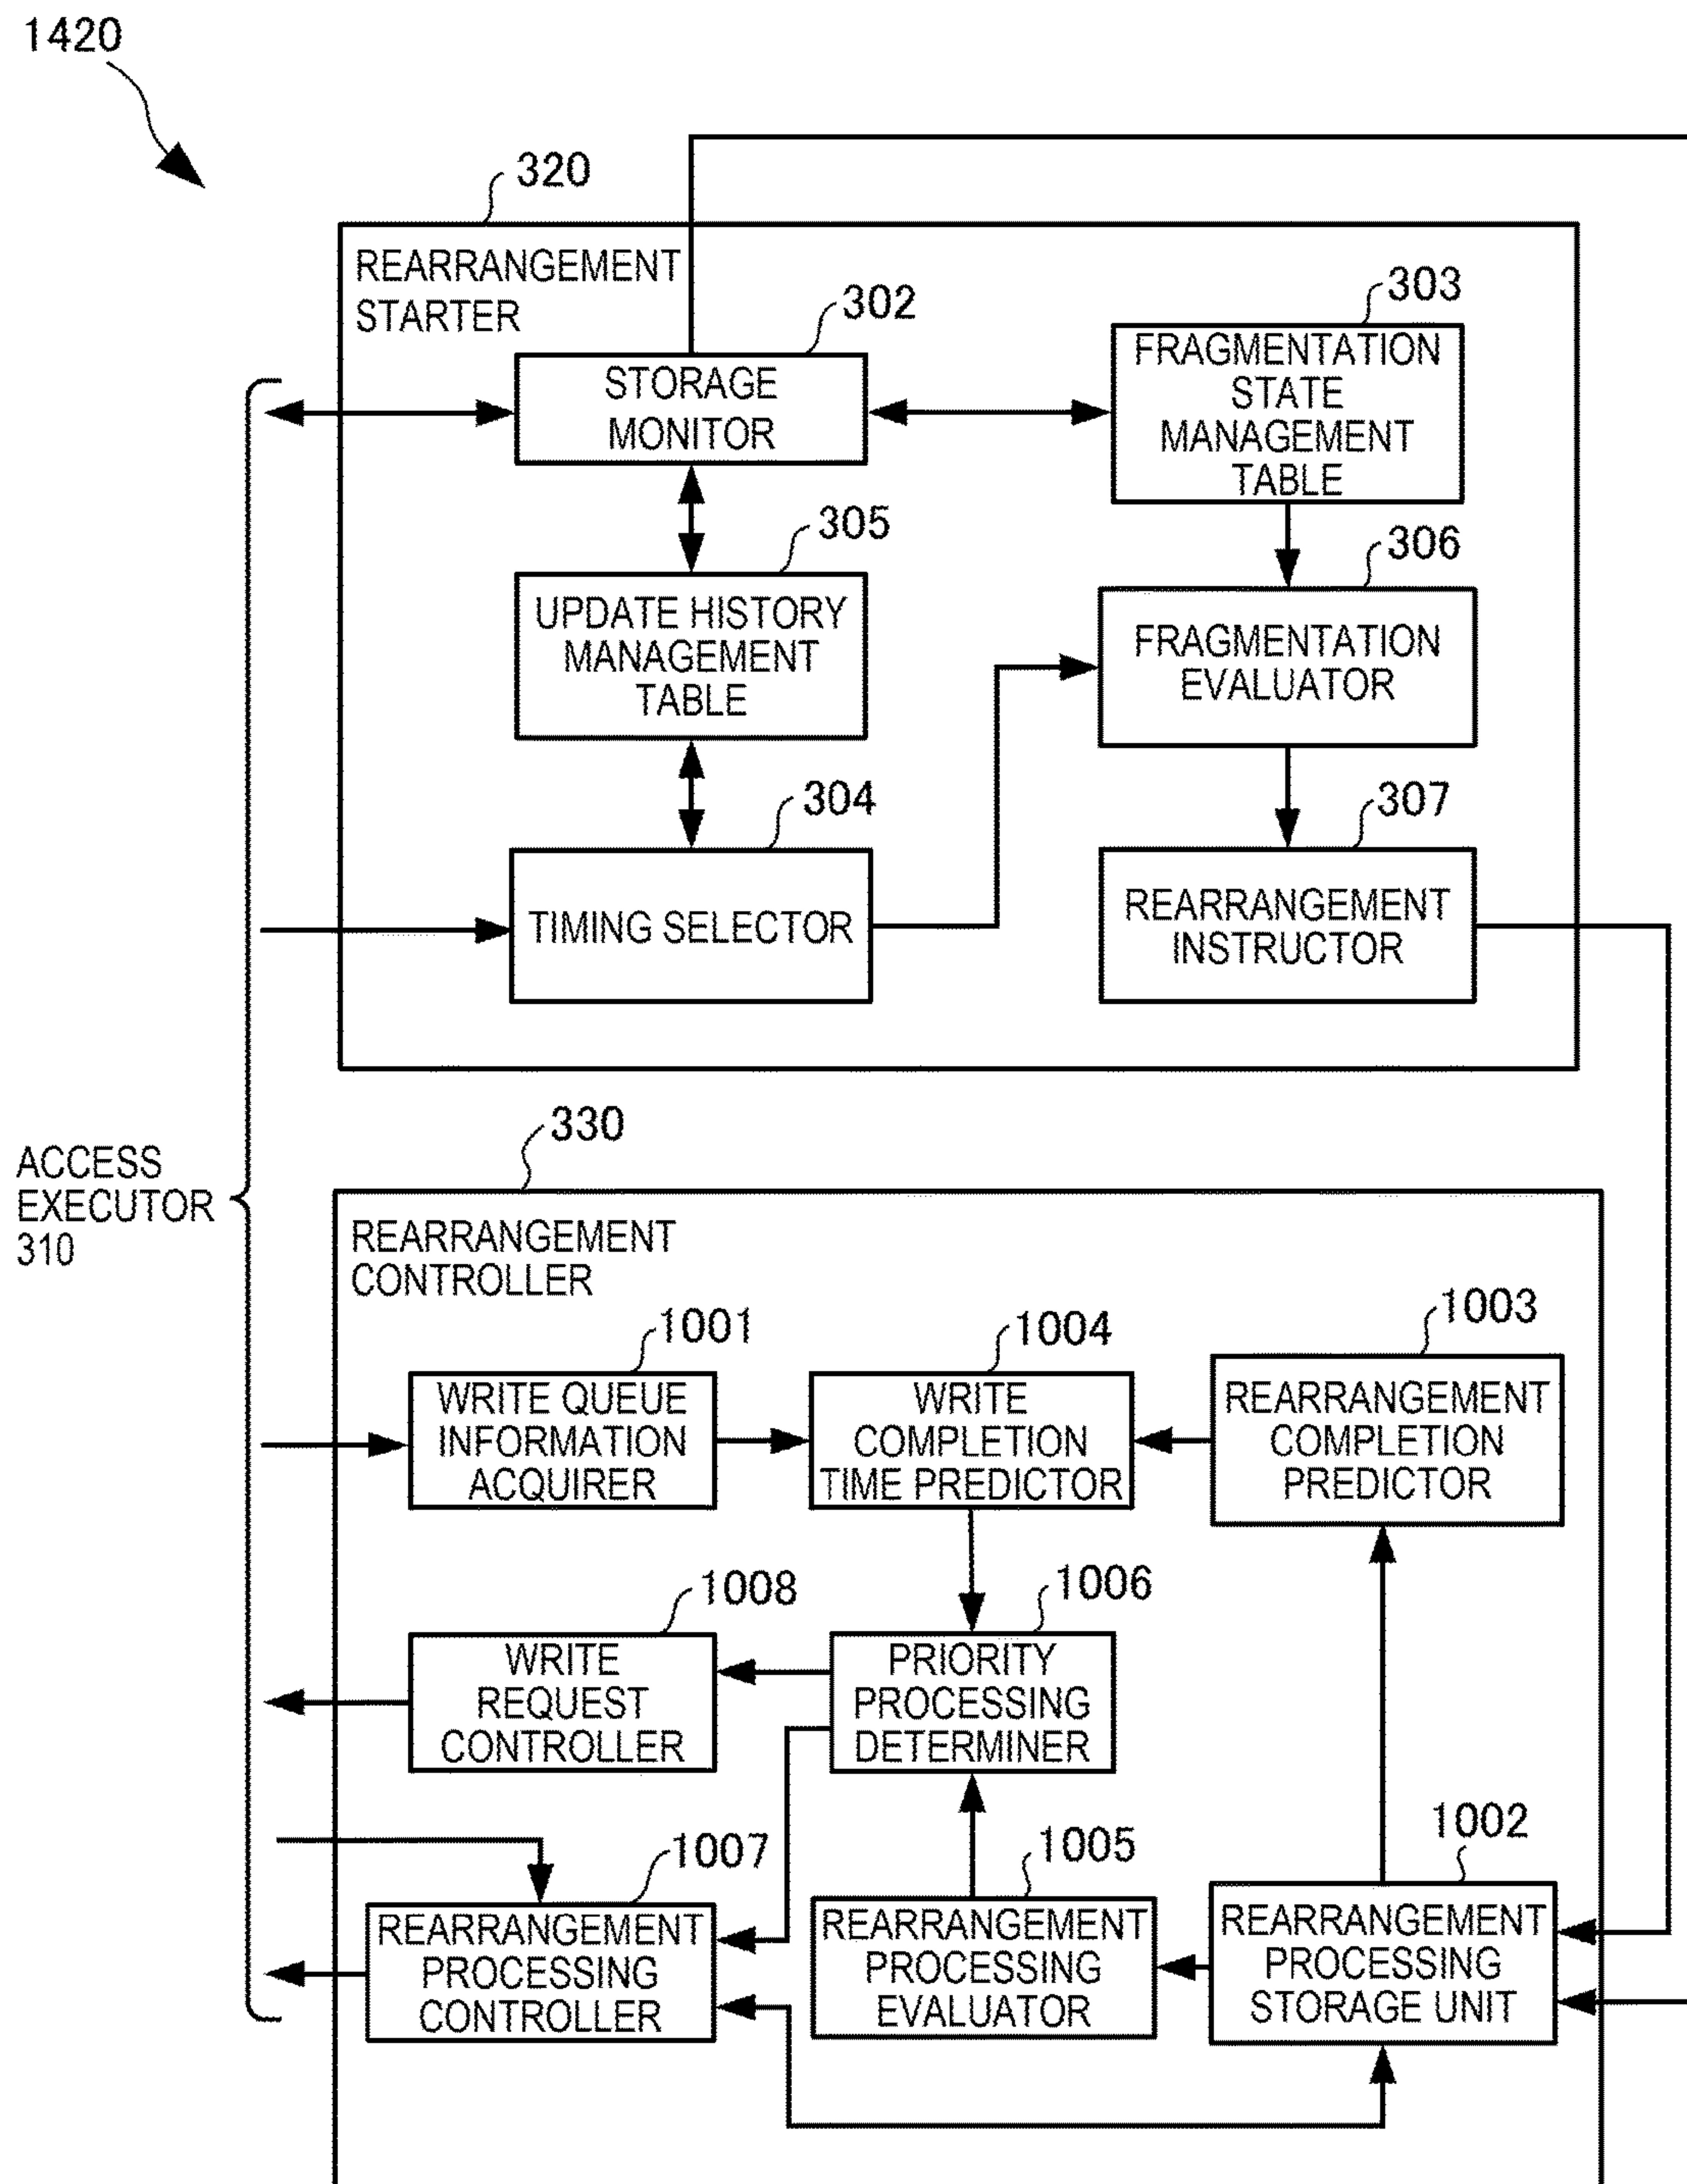 1420
320
REARRANGEMENT
STARTER
302
STORAGE
MONITOR
303
FRAGMENTATION
STATE
MANAGEMENT
TABLE
305
UPDATE HISTORY
MANAGEMENT
TABLE
306
FRAGMENTATION
EVALUATOR
304
TIMING SELECTOR
307
REARRANGEMENT
INSTRUCTOR
ACCESS
EXECUTOR
310
330
REARRANGEMENT
CONTROLLER
1001
WRITE QUEUE
INFORMATION
ACQUIRER
1004
WRITE
COMPLETION
TIME PREDICTOR
1003
REARRANGEMENT
COMPLETION
PREDICTOR
1008
WRITE
REQUEST
CONTROLLER
1006
PRIORITY
PROCESSING
DETERMINER
1007
REARRANGEMENT
PROCESSING
CONTROLLER
1005
REARRANGEMENT
PROCESSING
EVALUATOR
1002
REARRANGEMENT
PROCESSING
STORAGE UNIT